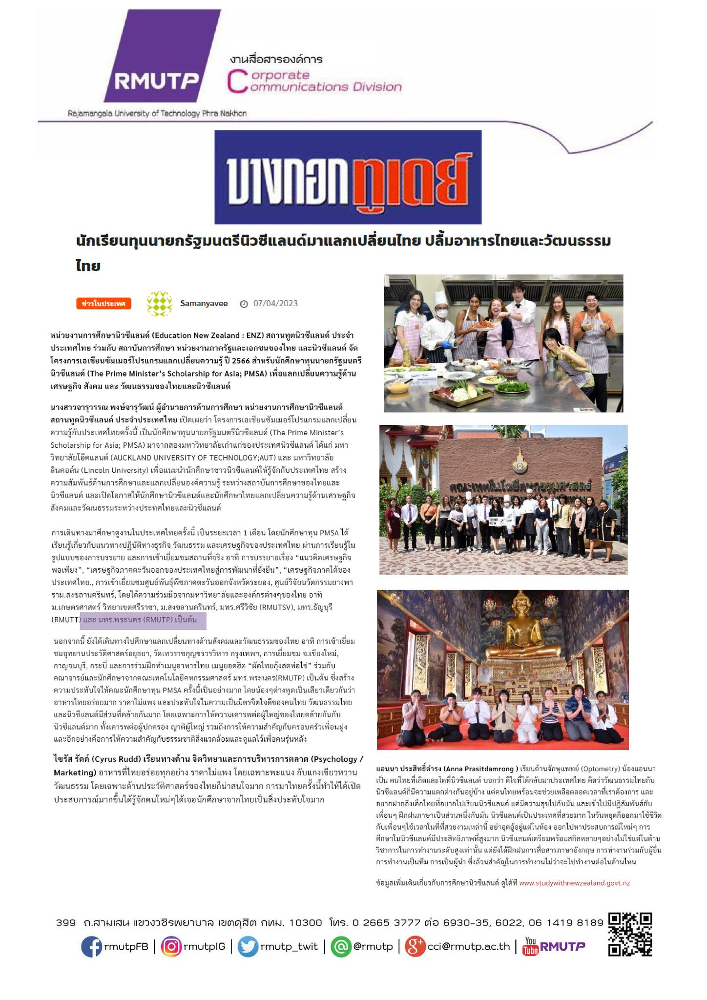 RMUTP
งานสื่อสารองค์การ
Corporate
Communications Division
Rajamangala University of Technology Phra Nakhon
บางกอกทูเดย์
นักเรียนทุนนายกรัฐมนตรีนิวซีแลนด์มาแลกเปลี่ยนไทย ปลื้มอาหารไทยและวัฒนธรรม
ไทย
ข่าวในประเทศ Samanyavee 07/04/2023
หน่วยงานการศึกษานิวซีแลนด์ (Education New Zealand : ENZ) สถานทูตนิวซีแลนด์ ประจำ
ประเทศไทย ร่วมกับ สถาบันการศึกษา หน่วยงานภาครัฐและเอกชนของไทย และนิวซีแลนด์ จัด
โครงการเอเชียนซัมเมอร์โปรแกรมแลกเปลี่ยนความรู้ ปี 2566 สำหรับนักศึกษาทุนนายกรัฐมนตรี
นิวซีแลนด์ (The Prime Minister’s Scholarship for Asia; PMSA) เพื่อแลกเปลี่ยนความรู้ด้าน
เศรษฐกิจ สังคม และ วัฒนธรรมของไทยและนิวซีแลนด์
นางสาวจารุวรรณ พงษ์จารุวัฒน์ ผู้อำนวยการด้านการศึกษา หน่วยงานการศึกษานิวซีแลนด์
สถานทูตนิวซีแลนด์ ประจำประเทศไทย เปิดเผยว่า โครงการเอเชียนซัมเมอร์โปรแกรมแลกเปลี่ยน
ความรู้กับประเทศไทยครั้งนี้ เป็นนักศึกษาทุนนายกรัฐมนตรีนิวซีแลนด์ (The Prime Minister’s
Scholarship for Asia; PMSA) มาจากสองมหาวิทยาลัยเก่าแก่ของประเทศนิวซีแลนด์ ได้แก่ มหา
วิทยาลัยโอ๊คแลนด์ (AUCKLAND UNIVERSITY OF TECHNOLOGY;AUT) และ มหาวิทยาลัย
ลินคอล์น (Lincoln University) เพื่อแนะนำนักศึกษาชาวนิวซีแลนด์ให้รู้จักกับประเทศไทย สร้าง
ความสัมพันธ์ด้านการศึกษาและแลกเปลี่ยนองค์ความรู้ ระหว่างสถาบันการศึกษาของไทยและ
นิวซีแลนด์ และเปิดโอกาสให้นักศึกษานิวซีแลนด์และนักศึกษาไทยแลกเปลี่ยนความรู้ด้านเศรษฐกิจ
สังคมและวัฒนธรรมระหว่างประเทศไทยและนิวซีแลนด์
การเดินทางมาศึกษาดูงานในประเทศไทยครั้งนี้ เป็นระยะเวลา 1 เดือน โดยนักศึกษาทุน PMSA ได้
เรียนรู้เกี่ยวกับแนวทางปฏิบัติทางธุรกิจ วัฒนธรรม และเศรษฐกิจของประเทศไทย ผ่านการเรียนรู้ใน
รูปแบบของการบรรยาย และการเข้าเยี่ยมชมสถานที่จริง อาทิ การบรรยายเรื่อง “แนวคิดเศรษฐกิจ
พอเพียง”, “เศรษฐกิจภาคตะวันออกของประเทศไทยสู่การพัฒนาที่ยั่งยืน”, “เศรษฐกิจภาคใต้ของ
ประเทศไทย., การเข้าเยี่ยมชมศูนย์พันธุ์พืชภาคตะวันออกจังหวัดระยอง, ศูนย์วิจัยนวัตกรรมยางพา
ราม.สงขลานครินทร์, โดยได้ความร่วมมือจากมหาวิทยาลัยและองค์กรต่างๆของไทย อาทิ
ม.เกษตรศาสตร์ วิทยาเขตศรีราชา, ม.สงขลานครินทร์, มทร.ศรีวิชัย (RMUTSV), มทร.ธัญบุรี
(RMUTT) และ มทร.พระนคร (RMUTP) เป็นต้น
นอกจากนี้ ยังได้เดินทางไปศึกษาแลกเปลี่ยนทางด้านสังคมและวัฒนธรรมของไทย อาทิ การเข้าเยี่ยม
ชมอุทยานประวัติศาสตร์อยุธยา, วัดเทวราชกุญชรวรวิหาร กรุงเทพฯ, การเยี่ยมชม จ.เชียงใหม่,
กาญจนบุรี, กระบี่ และการร่วมฝึกทำเมนูอาหารไทย เมนูยอดฮิต “ผัดไทยกุ้งสดห่อไข่” ร่วมกับ
คณาจารย์และนักศึกษาจากคณะเทคโนโลยีคหกรรมศาสตร์ มทร.พระนคร(RMUTP) เป็นต้น ซึ่งสร้าง
ความประทับใจให้คณะนักศึกษาทุน PMSA ครั้งนี้เป็นอย่างมาก โดยน้องๆต่างพูดเป็นเสียวเดียวกันว่า
อาหารไทยอร่อยมาก ราคาไม่แพง และประทับใจในความเป็นมิตรจิตใจดีของคนไทย วัฒนธรรมไทย
และนิวซีแลนด์มีส่วนที่คล้ายกันมาก โดยเฉพาะการให้ความเคารพต่อผู้ใหญ่ของไทยคล้ายกันกับ
นิวซีแลนด์มาก ทั้งเคารพต่อผู้ปกครอง ญาติผู้ใหญ่ รวมถึงการให้ความสำคัญกับครอบครัวเพื่อนฝูง
และอีกอย่างคือการให้ความสำคัญกับธรรมชาติสิ่งแวดล้อมและดูแลไว้เพื่อคนรุ่นหลัง
ไซรัส รัดด์ (Cyrus Rudd) เรียนทางด้าน จิตวิทยาและการบริหารการตลาด (Psychology /
Marketing) อาหารที่ไทยอร่อยทุกอย่าง ราคาไม่แพง โดยเฉพาะพะแนง กับแกงเขียวหวาน
วัฒนธรรม โดยเฉพาะด้านประวัติศาสตร์ของไทยก็น่าสนใจมาก การมาไทยครั้งนี้ทำให้ได้เปิด
ประสบการณ์มากขึ้นได้รู้จักคนใหม่ๆได้เจอนักศึกษาจากไทยเป็นสิ่งประทับใจมาก
คณะเทคโนโลยีคหกรรมศาสตร์
THINK
NEW
แอนนา ประสิทธิ์ดำรง (Anna Prasitdamrong ) เรียนด้านจักษุแพทย์ (Optometry) น้องแอนนา
เป็น คนไทยที่เกิดและโตที่นิวซีแลนด์ บอกว่า ดีใจที่ได้กลับมาประเทศไทย คิดว่าวัฒนธรรมไทยกับ
นิวซีแลนด์ก็มีความแตกต่างกันอยู่บ้าง แต่คนไทยพร้อมจะช่วยเหลือตลอดเวลาที่เราต้องการ และ
อยากฝากถึงเด็กไทยที่อยากไปเรียนนิวซีแลนด์ แค่มีความสุขไปกับมัน และเข้าไปมีปฏิสัมพันธ์กับ
เพื่อนๆ ฝึกฝนภาษาเป็นส่วนหนึ่งกับมัน นิวซีแลนด์เป็นประเทศที่สวยมาก ในวันหยุดก็ออกมาใช้ชีวิต
กับเพื่อนๆใช้เวลาในที่ที่สวยงามเหล่านี้ อย่าอุดอู้อยู่แต่ในห้อง ออกไปหาประสบการณ์ใหม่ๆ การ
ศึกษาในนิวซีแลนด์มีประสิทธิภาพที่สูงมาก นิวซีแลนด์เตรียมพร้อมสกิลหลายๆอย่างไม่ใช่แค่ในด้าน
วิชาการในการทำงานระดับสูงเท่านั้น แต่ยังได้ฝึกฝนการสื่อสารภาษาอังกฤษ การทำงานร่วมกับผู้อื่น
การทำงานเป็นทีม การเป็นผู้นำ ซึ่งล้วนสำคัญในการทำงานไม่ว่าจะไปทำงานต่อในด้านไหน
ข้อมูลเพิ่มเติมเกี่ยวกับการศึกษานิวซีแลนด์ ดูได้ที่ www.studywithnewzealand.govt.nz
399 ถ.สามเสน แขวงวชิรพยาบาล เขตดุสิต กทม. 10300 โทร. 0 2665 3777 ต่อ 6930-35, 6022, 06 1419 8189
rmutpFB | rmutpIG | rmutp_twit | @rmutp | cci@rmutp.ac.th | You Tube RMUTP